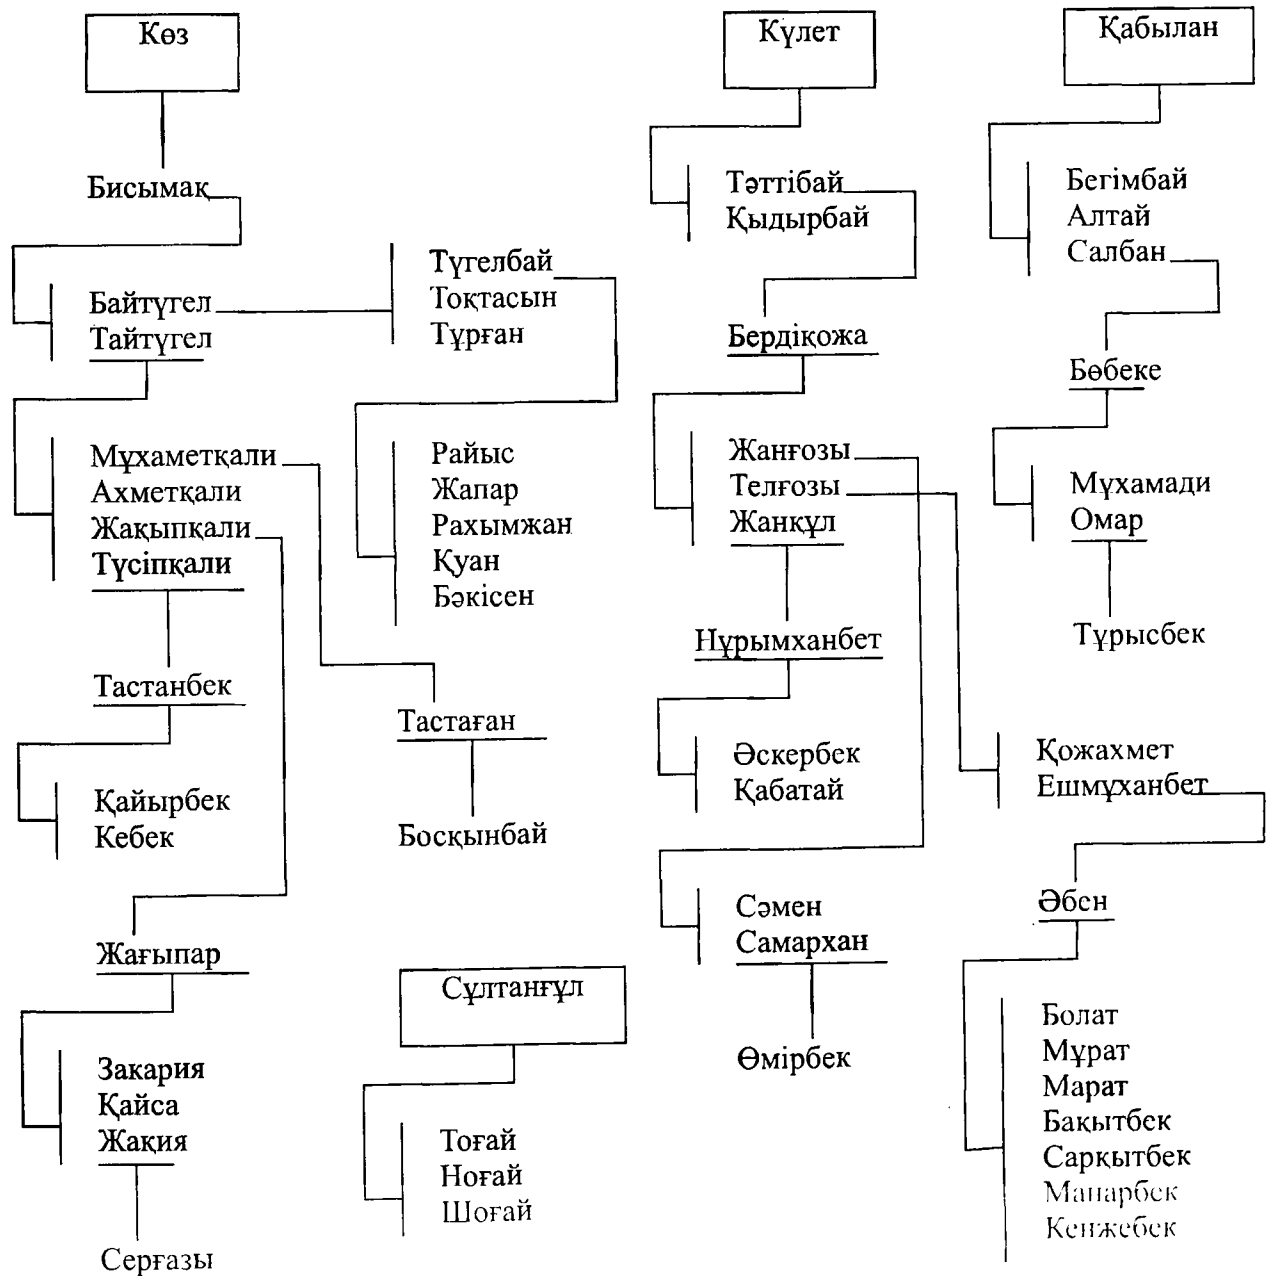 Көз
Бисымақ
Байтүгел
Тайтүгел
Түгелбай
Тоқтасын
Тұрған
Мұхаметқали
Ахметқали
Жақыпқали
Түсіпқали
Райыс
Жапар
Рахымжан
Қуан
Бәкісен
Тастанбек
Қайырбек
Кебек
Тастаған
Босқынбай
Жағыпар
Закария
Қайса
Жақия
Серғазы
Сұлтанғұл
Тоғай
Ноғай
Шоғай
Күлет
Тәттібай
Қыдырбай
Бердіқожа
Жанғозы
Телғозы
Жанқұл
Нұрымханбет
Әскербек
Қабатай
Сәмен
Самархан
Өмірбек
Қожахмет
Ешмұханбет
Әбен
Болат
Мұрат
Марат
Бақытбек
Сарқытбек
Манарбек
Кенжебек
Қабылан
Бегімбай
Алтай
Салбан
Бөбеке
Мұхамади
Омар
Тұрысбек